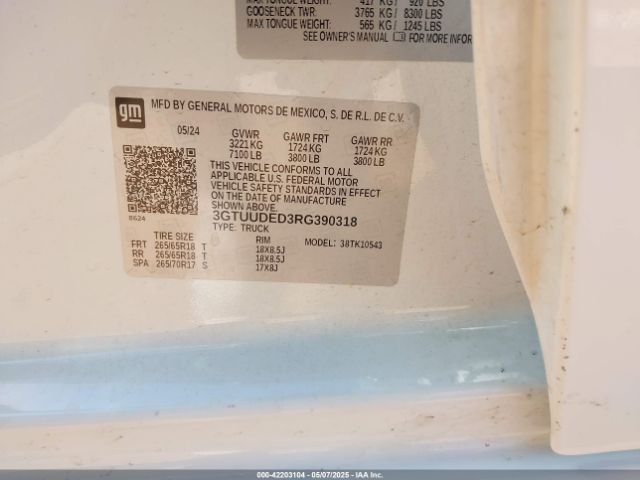 MAX TONGUE WEIGHT: 417 KG/ 920 LBS
GOOSENECK TWR: 3765 KG/ 8300 LBS
MAX TONGUE WEIGHT: 565 KG/ 1245 LBS
SEE OWNER'S MANUAL FOR MORE INFOR
gm MFD BY GENERAL MOTORS DE MEXICO, S. DE R.L. DE C.V.
05/24 GVWR GAWR FRT GAWR RR
3221 KG 1724 KG 1724 KG
7100 LB 3800 LB 3800 LB
THIS VEHICLE CONFORMS TO ALL
APPLICABLE U.S. FEDERAL MOTOR
VEHICLE SAFETY STANDARDS IN EFFECT
ON THE DATE OF MANUFACTURE
SHOWN ABOVE.
3GTUUDED3RG390318
8624 TYPE: TRUCK
TIRE SIZE RIM MODEL: 38TK10543
FRT 265/65R18 T 18X8.5J
RR 265/65R18 T 18X8.5J
SPA 265/70R17 S 17X8J
000-42203104 - 05/07/2025 - COPYRIGHT © IAA, LLC